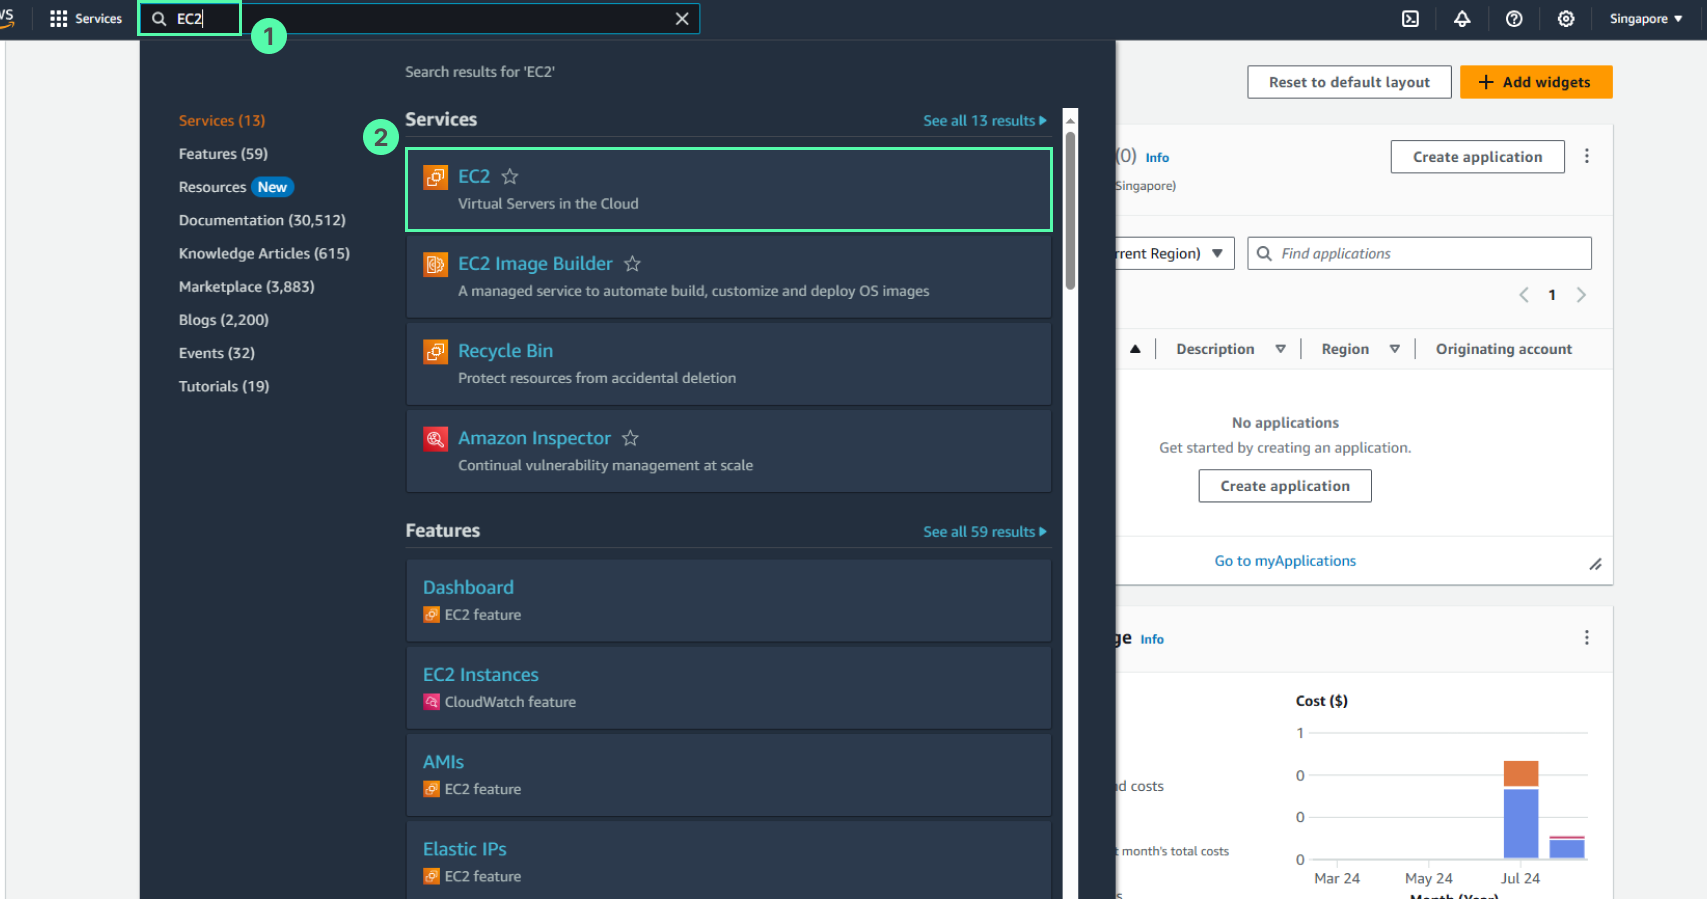 WS
Services
EC2
1
Singapore
Search results for 'EC2'
Services (13)
Features (59)
Resources New
Documentation (30,512)
Knowledge Articles (615)
Marketplace (3,883)
Blogs (2,200)
Events (32)
Tutorials (19)
2
Services
See all 13 results
EC2
Virtual Servers in the Cloud
EC2 Image Builder
A managed service to automate build, customize and deploy OS images
Recycle Bin
Protect resources from accidental deletion
Amazon Inspector
Continual vulnerability management at scale
Features
See all 59 results
Dashboard
EC2 feature
EC2 Instances
CloudWatch feature
AMIs
EC2 feature
Elastic IPs
EC2 feature
Reset to default layout
Add widgets
(0) Info
Singapore)
Create application
rrent Region)
Find applications
1
Description
Region
Originating account
No applications
Get started by creating an application.
Create application
Go to myApplications
ge Info
Cost ($)
1
0
0
0
Mar 24
May 24
Jul 24
Month (Year)
d costs
t month's total costs
s